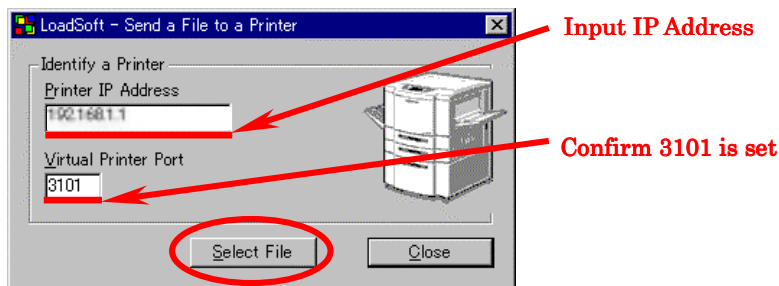 LoadSoft - Send a File to a Printer
Input IP Address
Identify a Printer
Printer IP Address
192.168.1.1
Virtual Printer Port
Confirm 3101 is set
3101
Select File
Close